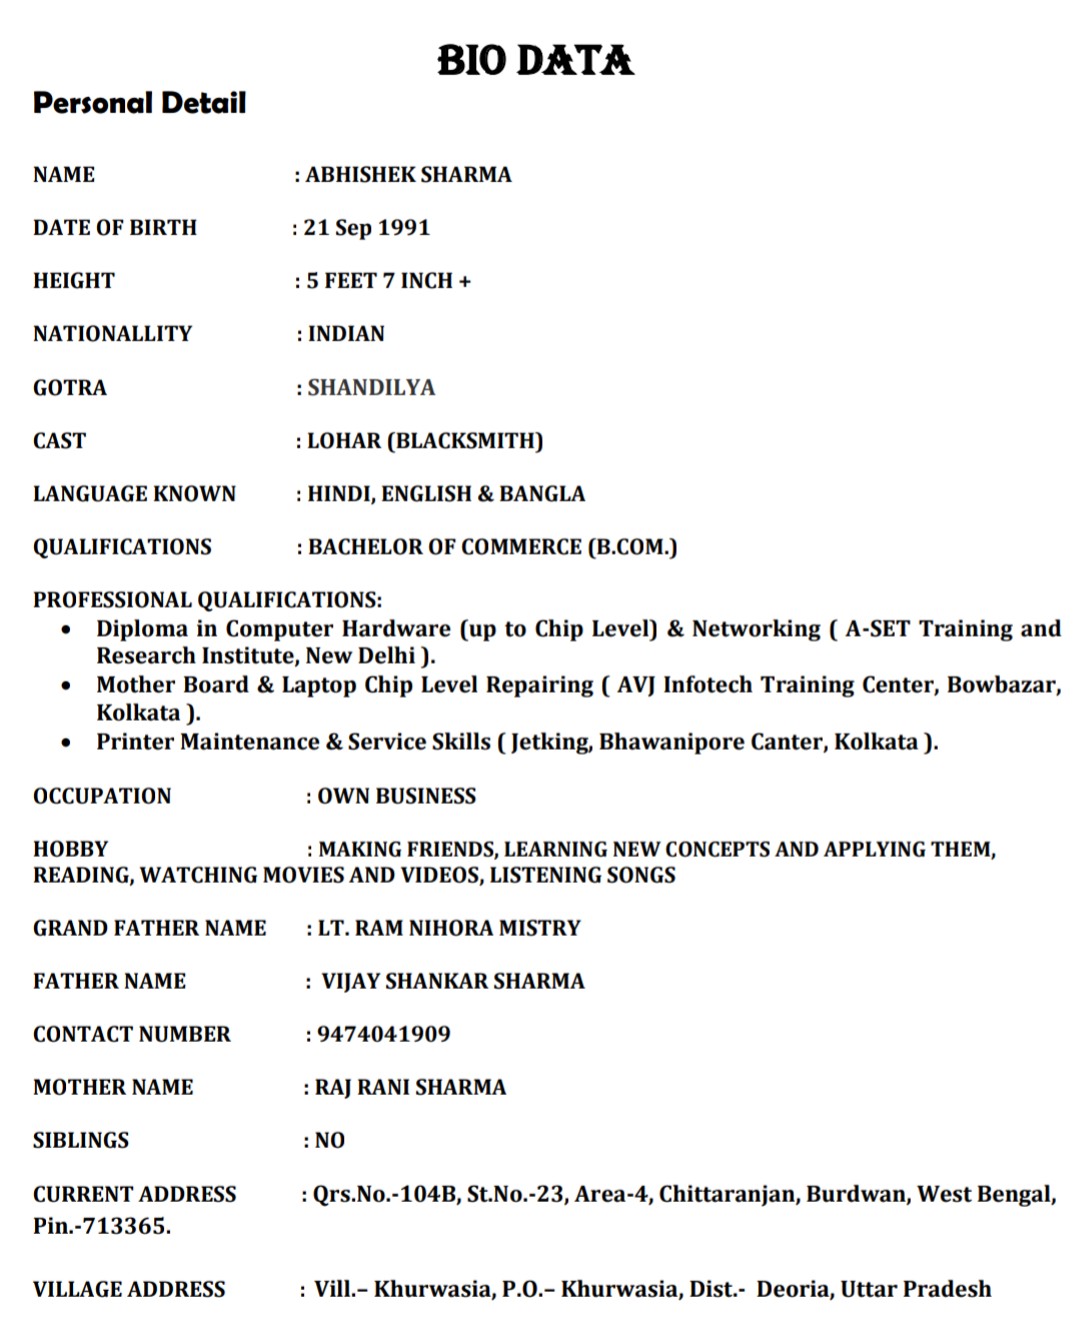 BIO DATA
Personal Detail
NAME : ABHISHEK SHARMA
DATE OF BIRTH : 21 Sep 1991
HEIGHT : 5 FEET 7 INCH +
NATIONALLITY : INDIAN
GOTRA : SHANDILYA
CAST : LOHAR (BLACKSMITH)
LANGUAGE KNOWN : HINDI, ENGLISH & BANGLA
QUALIFICATIONS : BACHELOR OF COMMERCE (B.COM.)
PROFESSIONAL QUALIFICATIONS:
• Diploma in Computer Hardware (up to Chip Level) & Networking ( A-SET Training and
Research Institute, New Delhi ).
• Mother Board & Laptop Chip Level Repairing ( AVJ Infotech Training Center, Bowbazar,
Kolkata ).
• Printer Maintenance & Service Skills ( Jetking, Bhawanipore Canter, Kolkata ).
OCCUPATION : OWN BUSINESS
HOBBY : MAKING FRIENDS, LEARNING NEW CONCEPTS AND APPLYING THEM,
READING, WATCHING MOVIES AND VIDEOS, LISTENING SONGS
GRAND FATHER NAME : LT. RAM NIHORA MISTRY
FATHER NAME : VIJAY SHANKAR SHARMA
CONTACT NUMBER : 9474041909
MOTHER NAME : RAJ RANI SHARMA
SIBLINGS : NO
CURRENT ADDRESS : Qrs.No.-104B, St.No.-23, Area-4, Chittaranjan, Burdwan, West Bengal,
Pin.-713365.
VILLAGE ADDRESS : Vill.– Khurwasia, P.O.– Khurwasia, Dist.- Deoria, Uttar Pradesh